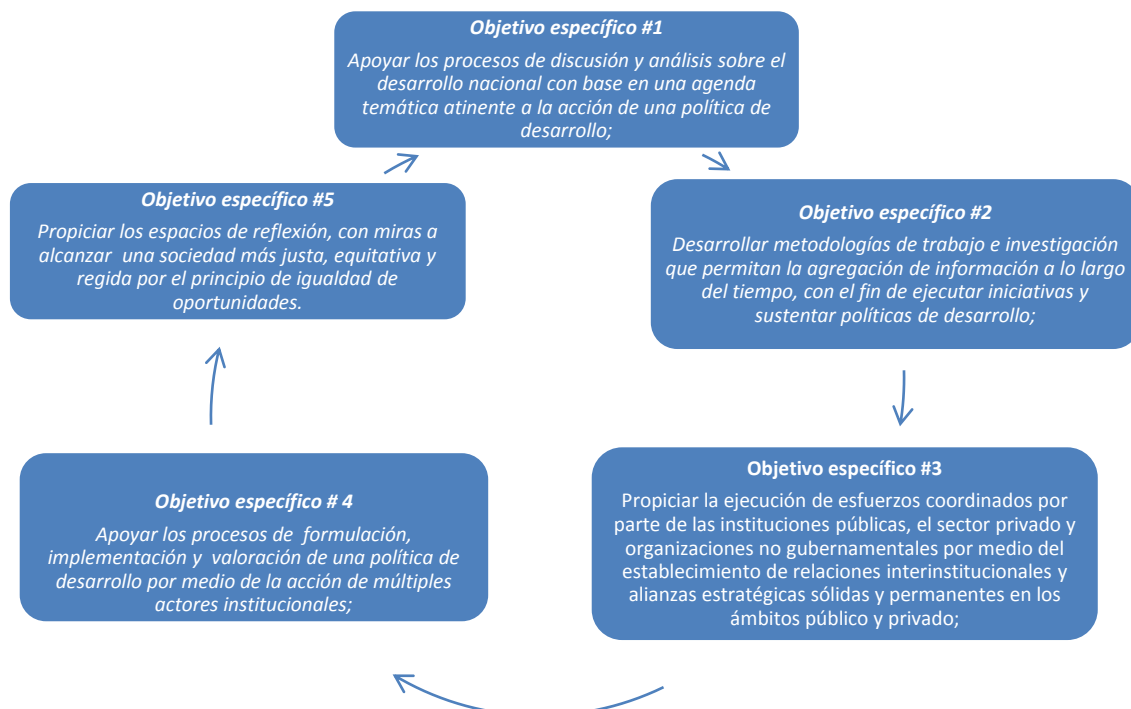 Objetivo específico #1
Apoyar los procesos de discusión y análisis sobre el
desarrollo nacional con base en una agenda
temática atinente a la acción de una política de
desarrollo;
Objetivo específico #2
Desarrollar metodologías de trabajo e investigación
que permitan la agregación de información a lo largo
del tiempo, con el fin de ejecutar iniciativas y
sustentar políticas de desarrollo;
Objetivo específico #3
Propiciar la ejecución de esfuerzos coordinados por
parte de las instituciones públicas, el sector privado y
organizaciones no gubernamentales por medio del
establecimiento de relaciones interinstitucionales y
alianzas estratégicas sólidas y permanentes en los
ámbitos público y privado;
Objetivo específico # 4
Apoyar los procesos de formulación,
implementación y valoración de una política de
desarrollo por medio de la acción de múltiples
actores institucionales;
Objetivo específico #5
Propiciar los espacios de reflexión, con miras a
alcanzar una sociedad más justa, equitativa y
regida por el principio de igualdad de
oportunidades.